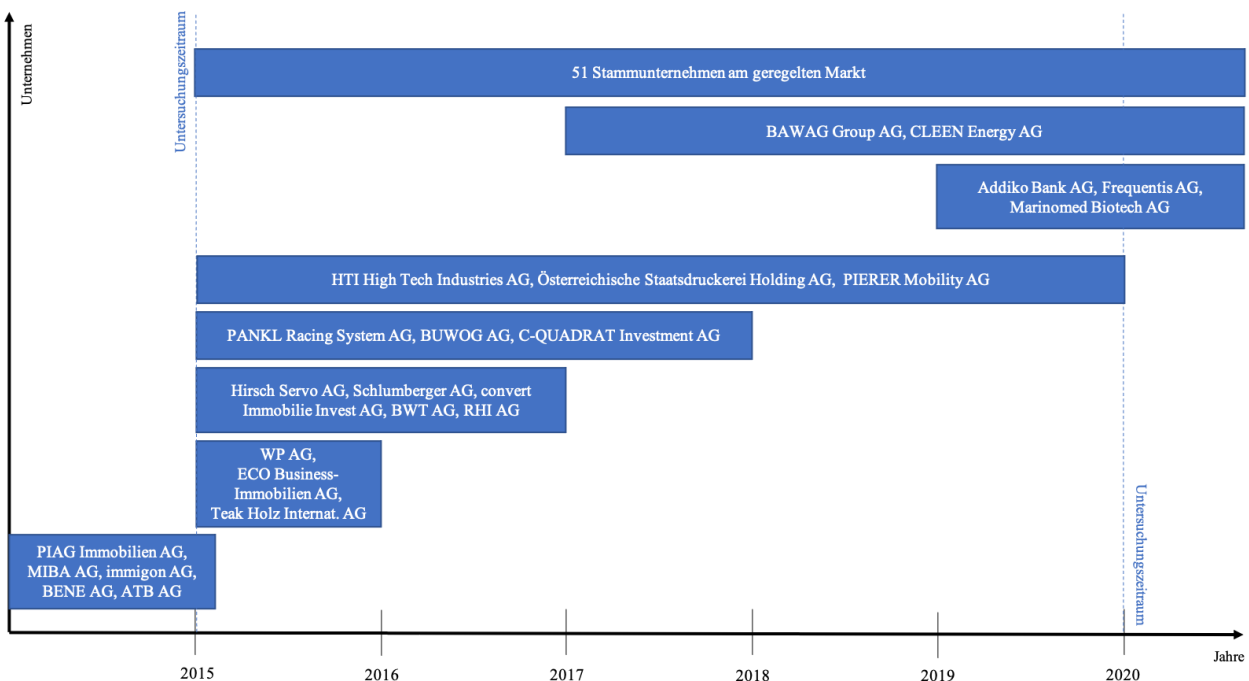 Unternehmen
Untersuchungszeitraum
51 Stammunternehmen am geregelten Markt
BAWAG Group AG, CLEEN Energy AG
Addiko Bank AG, Frequentis AG,
Marinomed Biotech AG
HTI High Tech Industries AG, Österreichische Staatsdruckerei Holding AG, PIERER Mobility AG
PANKL Racing System AG, BUWOG AG, C-QUADRAT Investment AG
Hirsch Servo AG, Schlumberger AG, convert
Immobilie Invest AG, BWT AG, RHI AG
WP AG,
ECO Business-
Immobilien AG,
Teak Holz Internat. AG
PIAG Immobilien AG,
MIBA AG, immigon AG,
BENE AG, ATB AG
Untersuchungszeitraum
Jahre
2015
2016
2017
2018
2019
2020